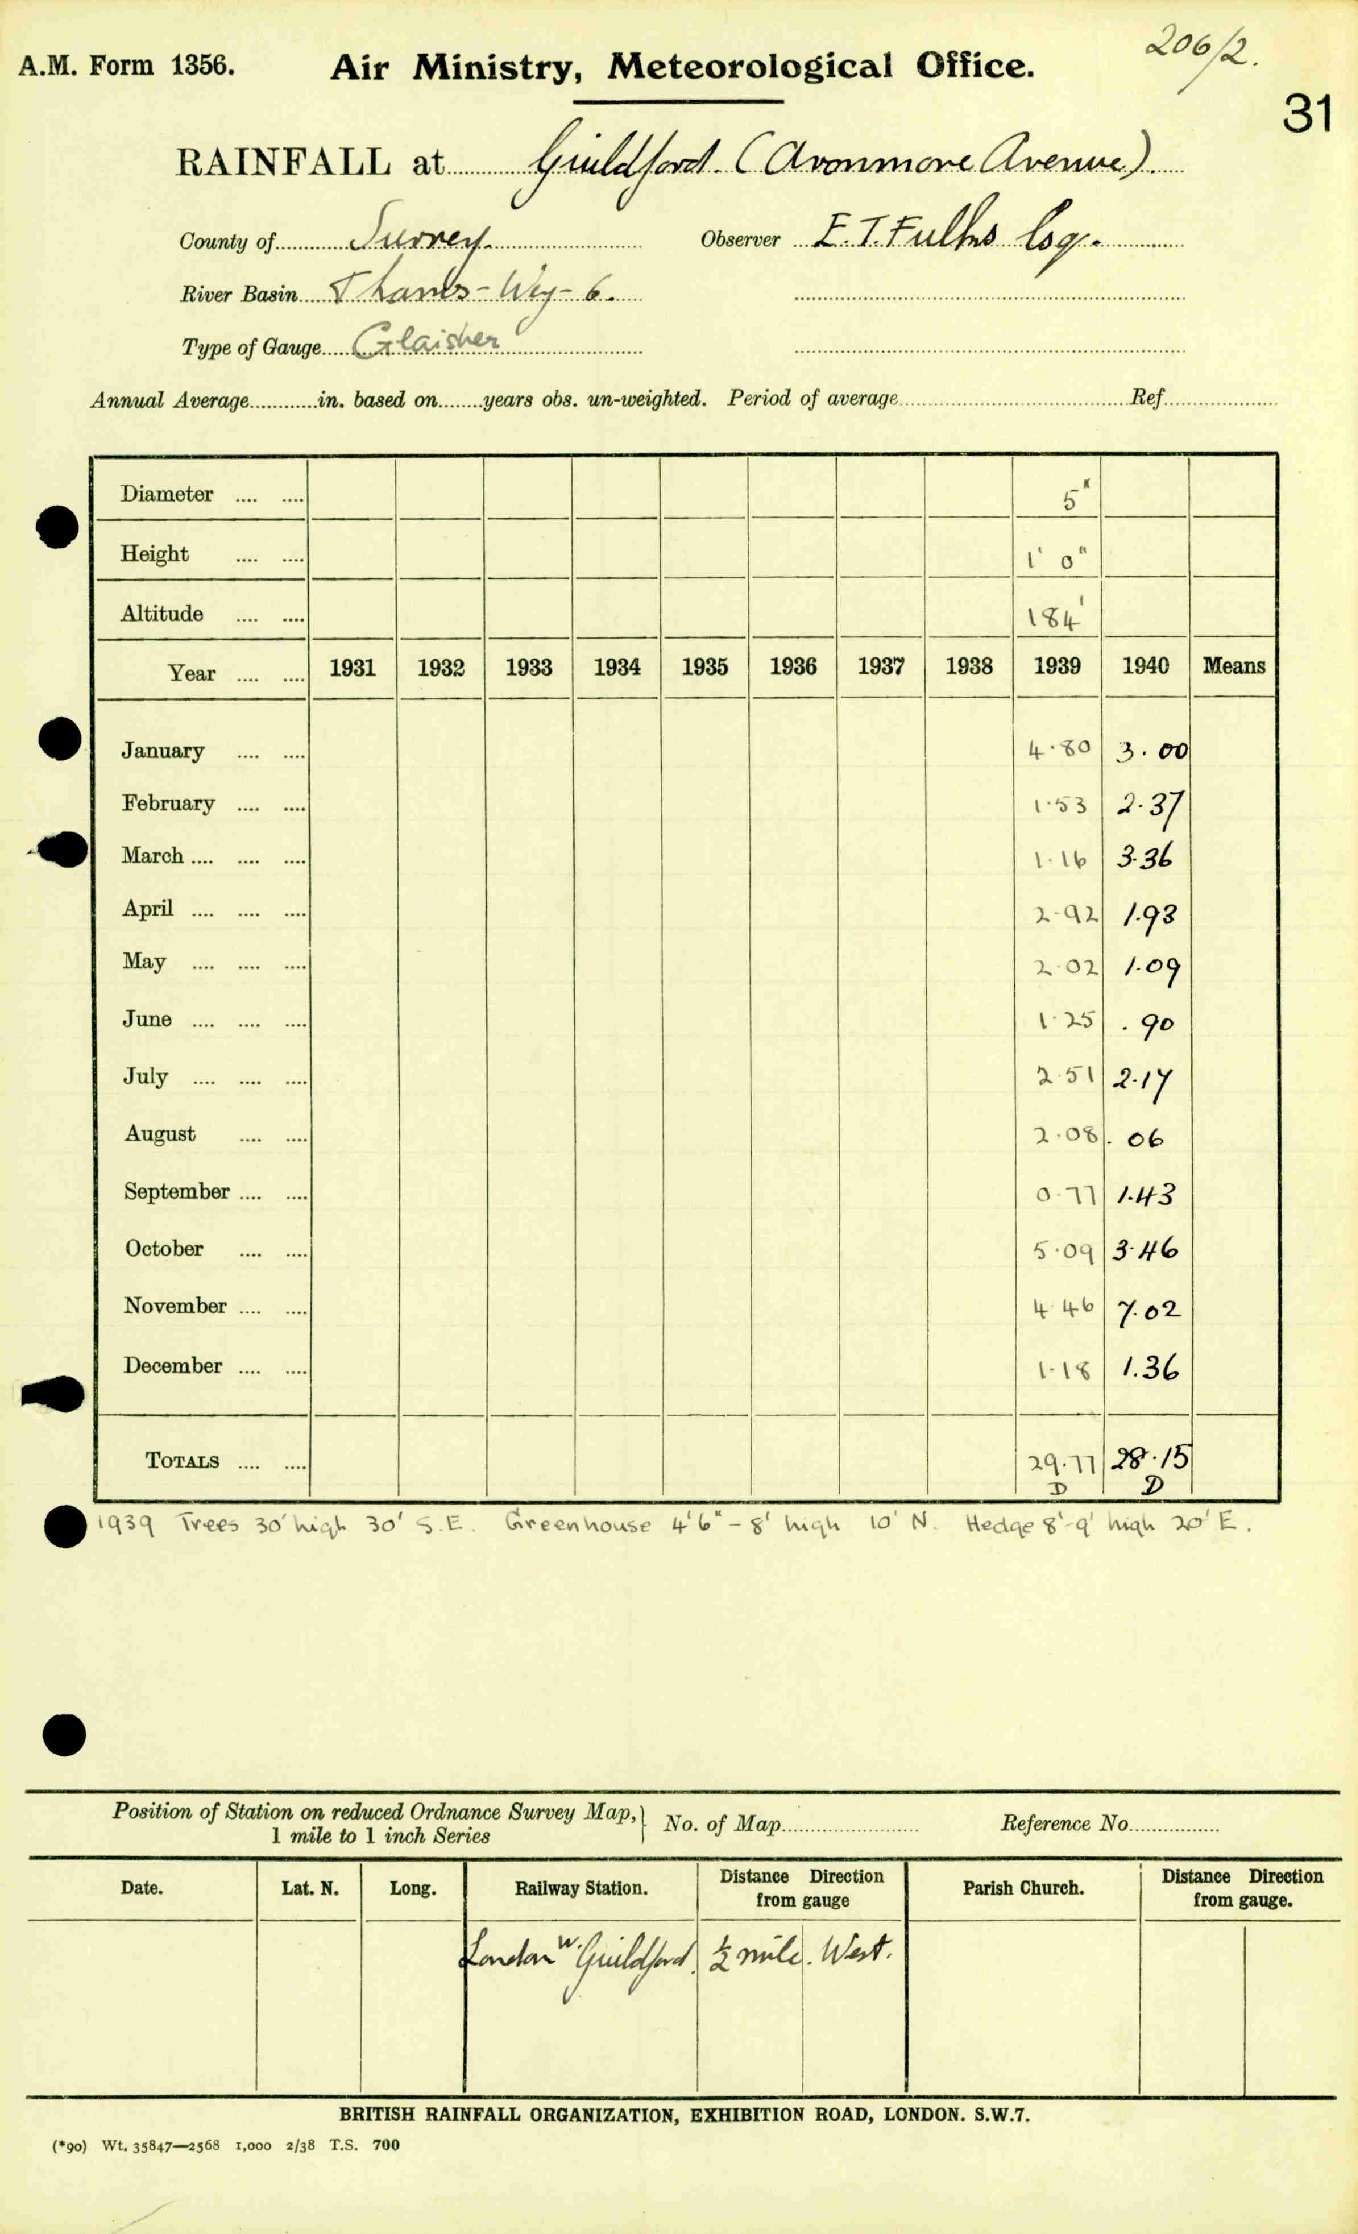 206/2.
A.M. Form 1356. Air Ministry, Meteorological Office.
31
RAINFALL at Guildford. (Avonmore Avenue).
County of Surrey. Observer E.T. Esq.
River Basin Thames-Wey-6.
Type of Gauge Glaisher
Annual Average in. based on years obs. un-weighted. Period of average Ref.
Diameter 5"
Height 1' 0"
Altitude 184'
Year 1931 1932 1933 1934 1935 1936 1937 1938 1939 1940 Means
January 4.80 3.00
February 1.53 2.37
March 1.16 3.36
April 2.92 1.93
May 2.02 1.09
June 1.25 .90
July 2.51 2.17
August 2.08 .06
September 0.77 1.43
October 5.09 3.46
November 4.46 7.02
December 1.18 1.36
TOTALS 29.77 28.15
D D
1939 Trees 30' high 30' S.E. Greenhouse 4'6" - 8' high 10' N. Hedge 8'-9' high 20' E.
Position of Station on reduced Ordnance Survey Map, No. of Map Reference No.
1 mile to 1 inch Series
Date. Lat. N. Long. Railway Station. Distance Direction from gauge Parish Church. Distance Direction from gauge.
London Guildford. ½ mile. West.
BRITISH RAINFALL ORGANIZATION, EXHIBITION ROAD, LONDON. S.W.7.
(*90) Wt. 35847—2568 1,000 2/38 T.S. 700